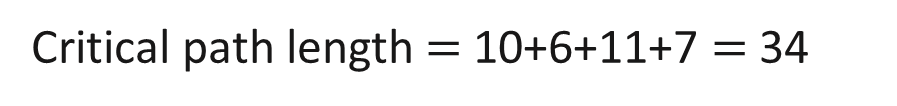 Critical path length = 10+6+11+7 = 34